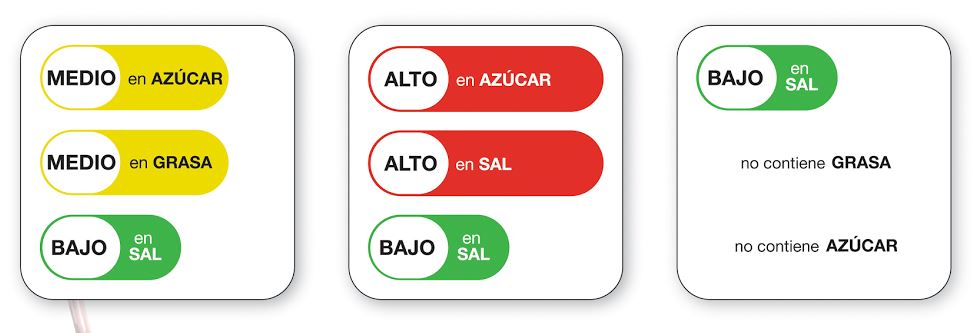 MEDIO en AZÚCAR
MEDIO en GRASA
BAJO en SAL
ALTO en AZÚCAR
ALTO en SAL
BAJO en SAL
BAJO en SAL
no contiene GRASA
no contiene AZÚCAR